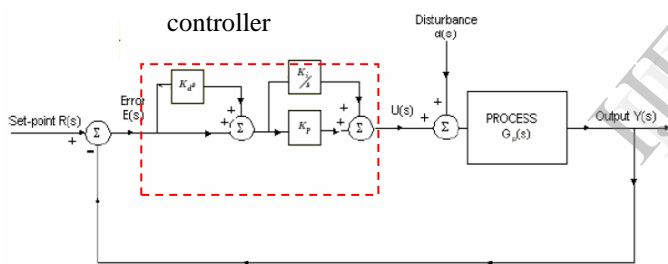 controller
Disturbance
d(s)
K_d s
K_i/s
Error
E(s)
Set-point R(s)
Σ
+
-
+
+
Σ
K_p
+
+
Σ
U(s)
+
+
Σ
PROCESS
G_p(s)
Output Y(s)